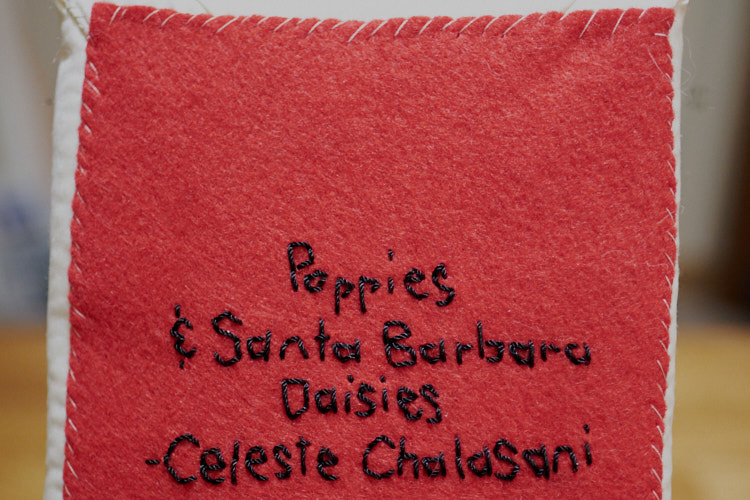 Poppies
& Santa Barbara
Daisies
-Celeste Chalasani